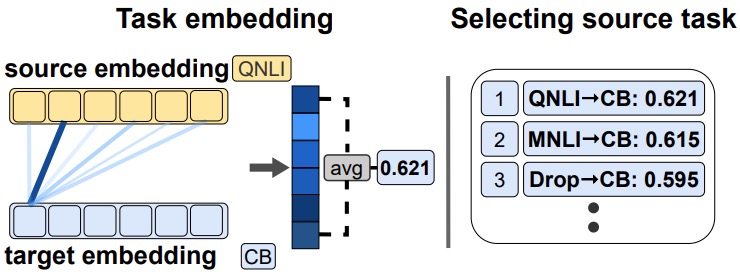 Task embedding
source embedding QNLI
avg 0.621
target embedding CB
Selecting source task
1 QNLI→CB: 0.621
2 MNLI→CB: 0.615
3 Drop→CB: 0.595